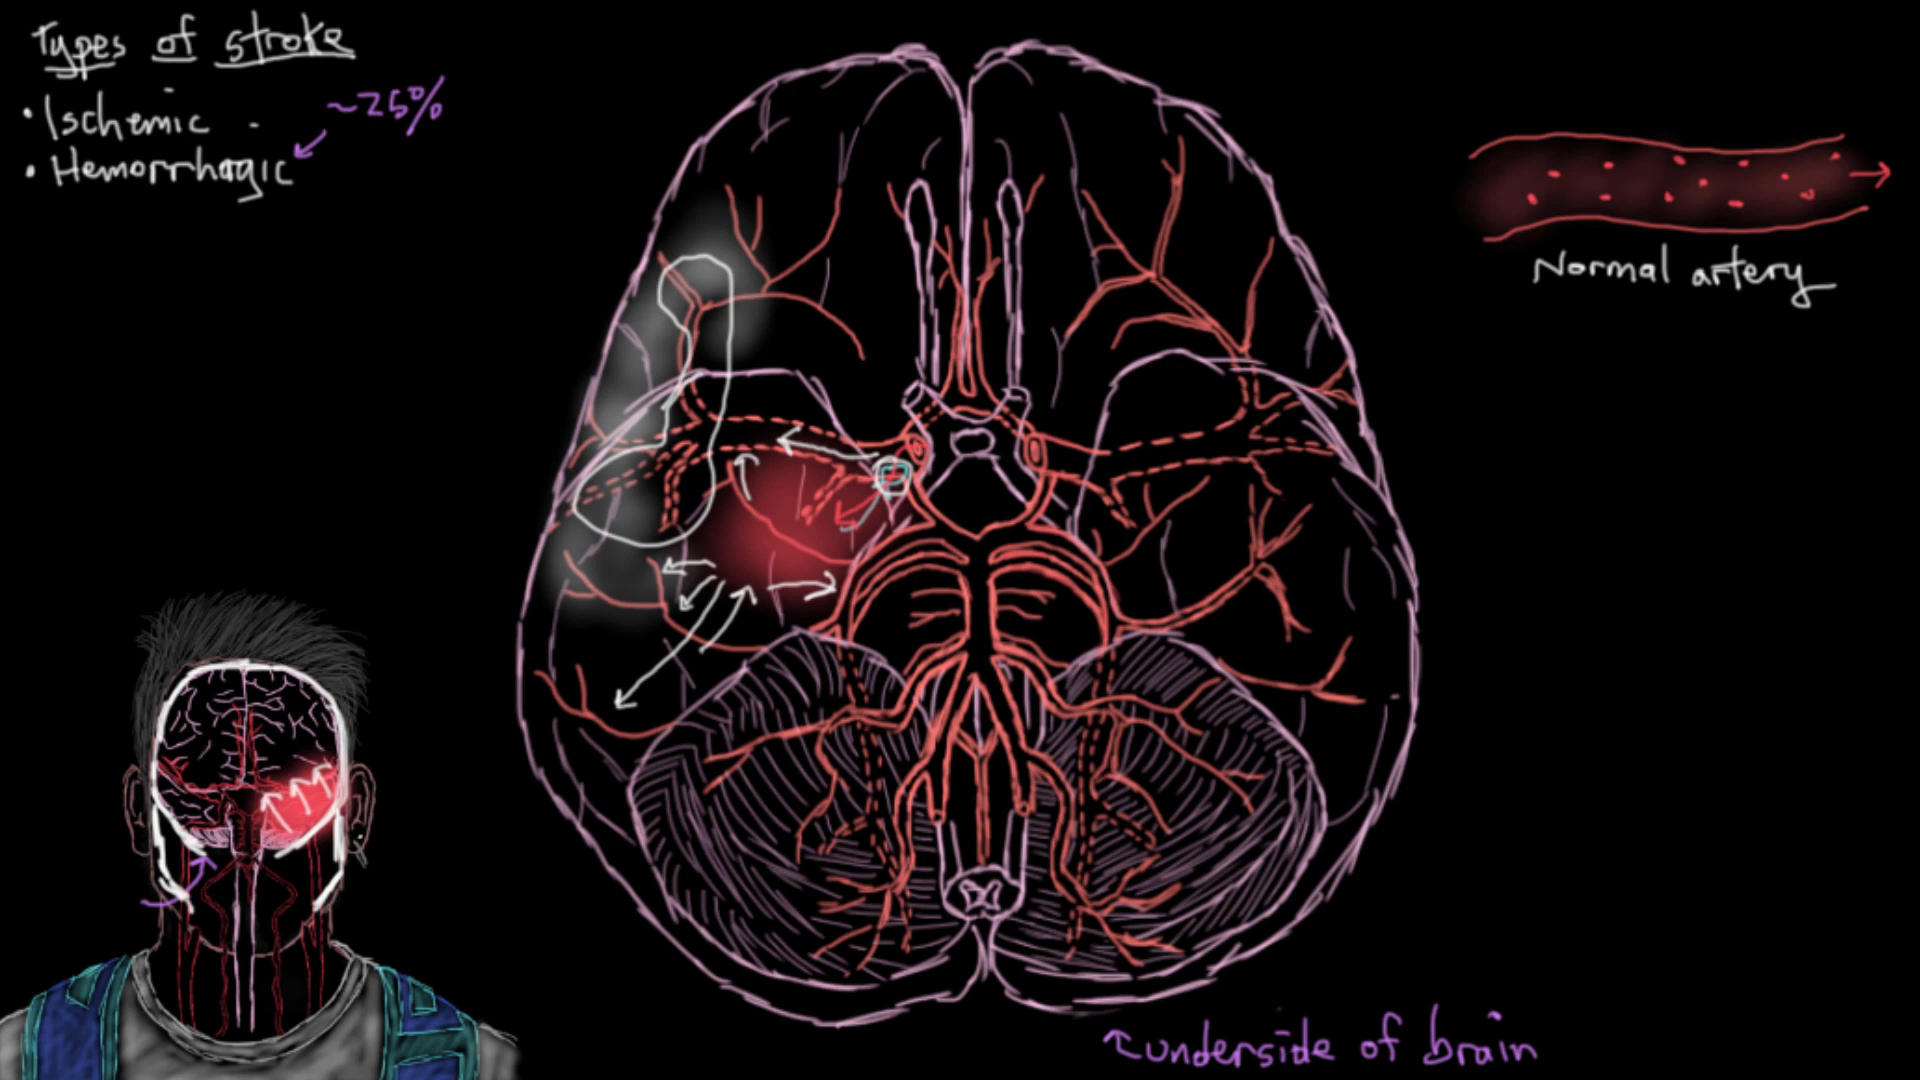 Types of stroke
• Ischemic -
~25%
• Hemorrhagic
Normal artery
underside of brain